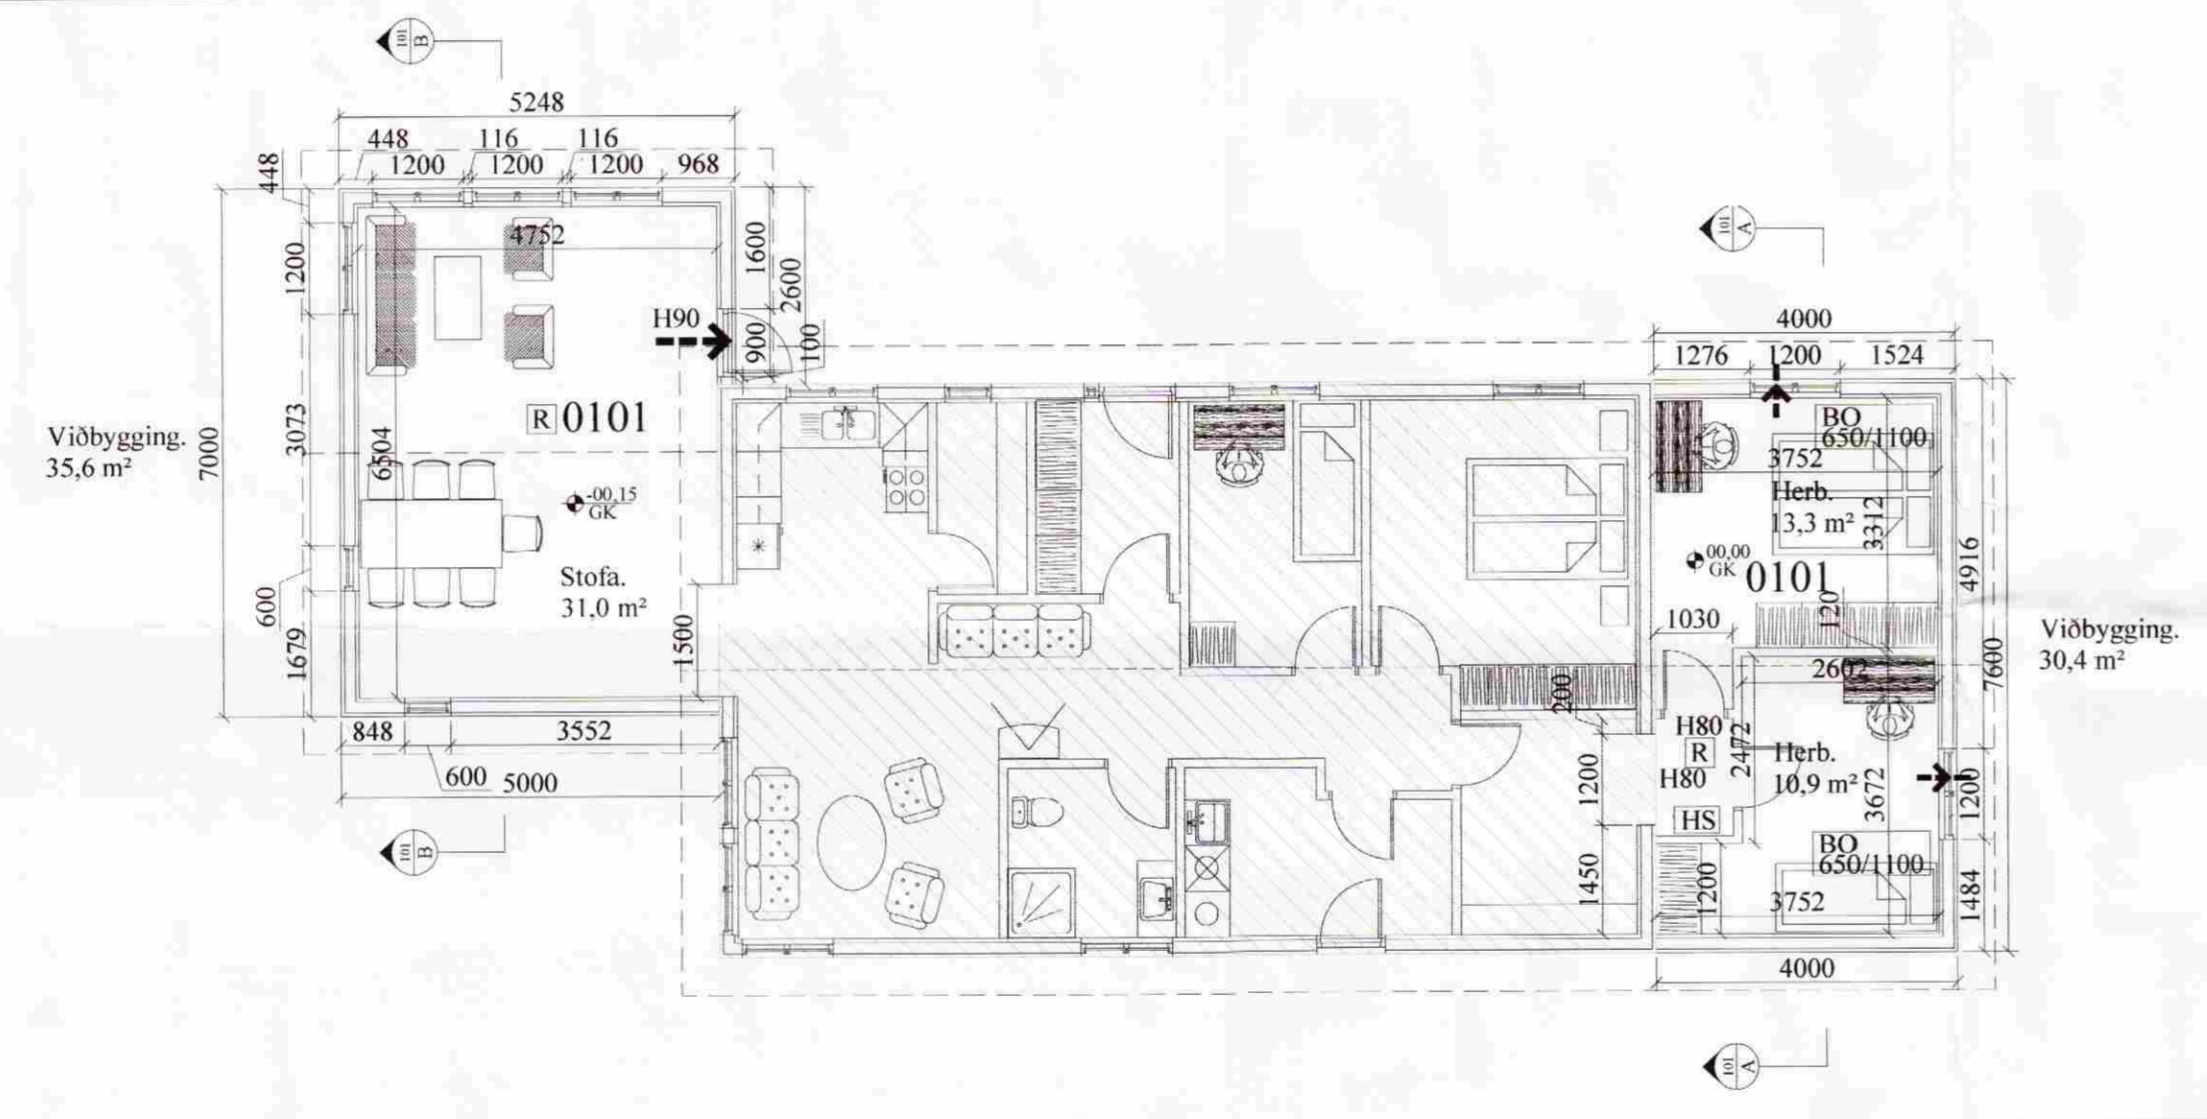 101
B
5248
448
116
116
1200
1200
1200
968
448
1200
3073
600
1679
7000
Viðbygging.
35,6 m²
4752
6504
H90
1600
2600
900
100
R 0101
-00,15
GK
Stofa.
31,0 m²
1500
848
600
3552
5000
101
B
101
A
4000
1276
1200
1524
BO
650/1100
3752
Herb.
13,3 m²
3312
00,00
GK
0101
1030
120
2602
200
H80
R
H80
HS
2472
Herb.
10,9 m²
3672
1200
1450
BO
650/1100
3752
1200
4916
7600
1200
1484
Viðbygging.
30,4 m²
4000
101
A